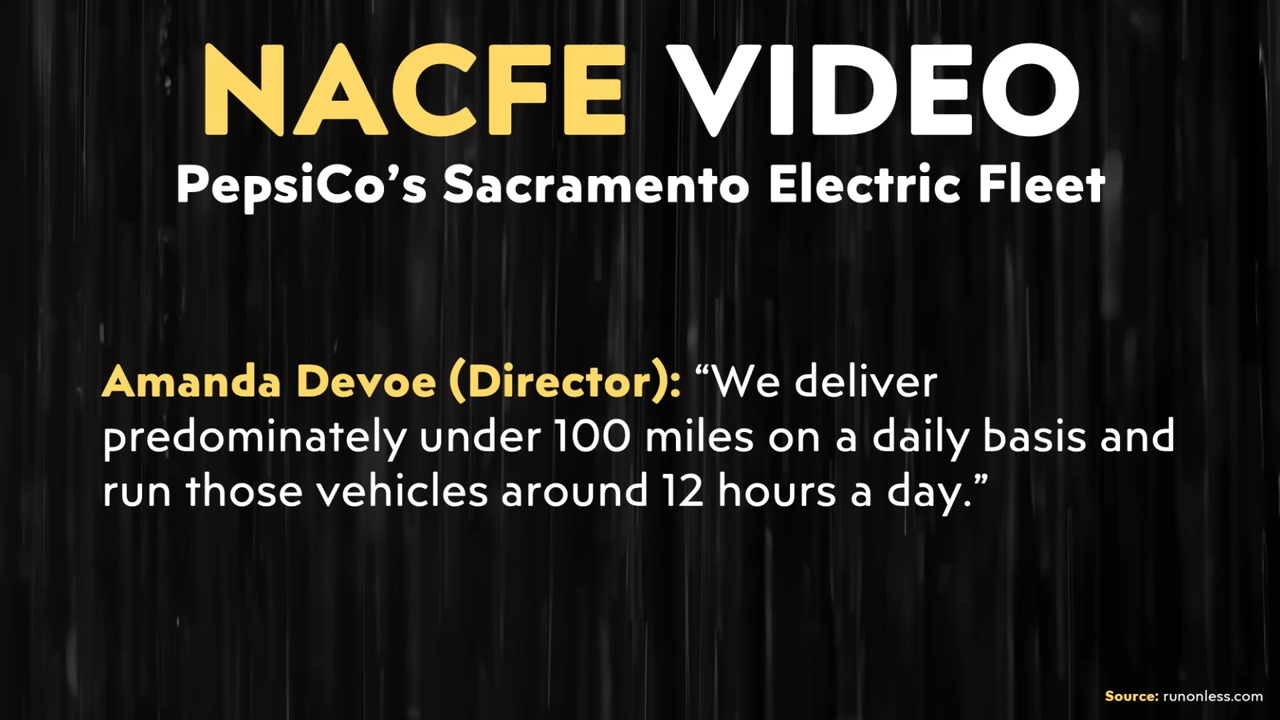 NACFE VIDEO
PepsiCo’s Sacramento Electric Fleet
Amanda Devoe (Director): “We deliver
predominately under 100 miles on a daily basis and
run those vehicles around 12 hours a day.”
Source: runonless.com